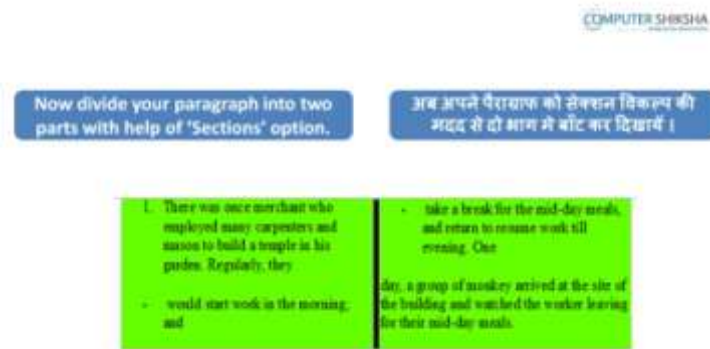 COMPUTER SHIKSHA
Now divide your paragraph into two
parts with help of 'Sections' option.
अब अपने पैराग्राफ को सेक्शन विकल्प की
मदद से दो भाग मे बाँट कर दिखायें ।
1. There was once merchant who
employed many carpenters and
mason to build a temple in his
garden. Regularly, they
- would start work in the morning,
and
- take a break for the mid-day meals,
and return to resume work till
evening. One
day, a group of monkey arrived at the site of
the building and watched the worker leaving
for their mid-day meals.